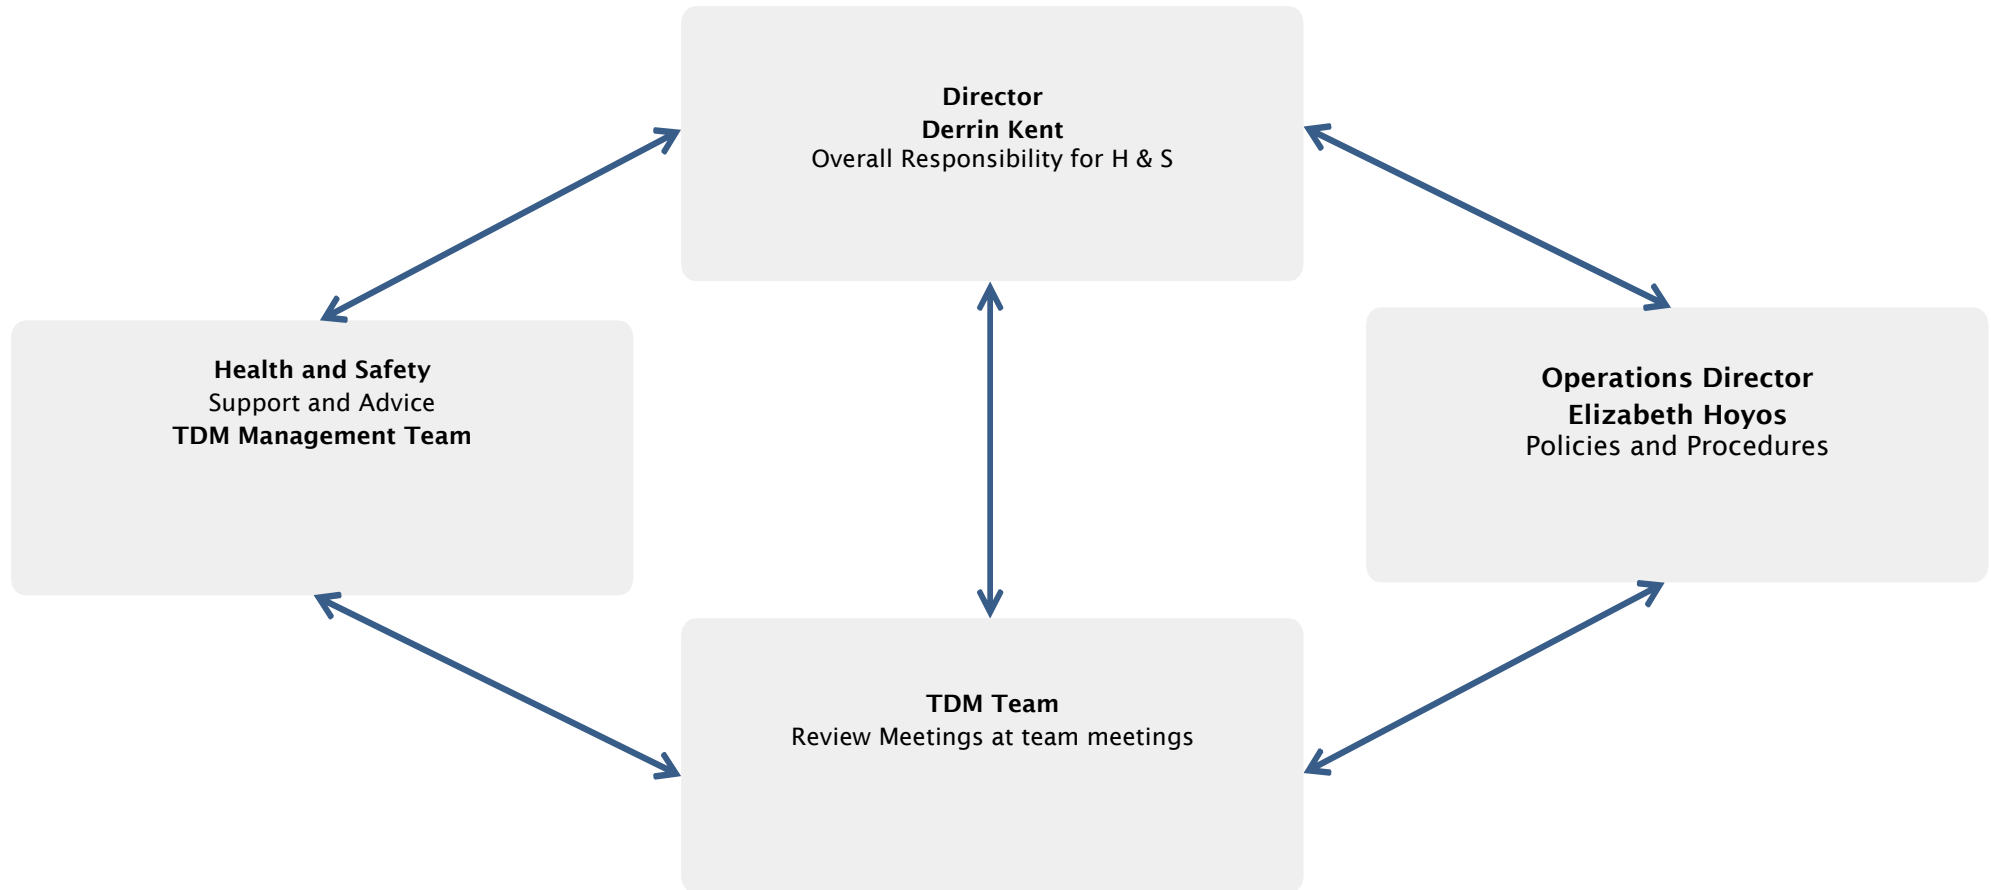 Director
Derrin Kent
Overall Responsibility for H & S
Health and Safety
Support and Advice
TDM Management Team
Operations Director
Elizabeth Hoyos
Policies and Procedures
TDM Team
Review Meetings at team meetings